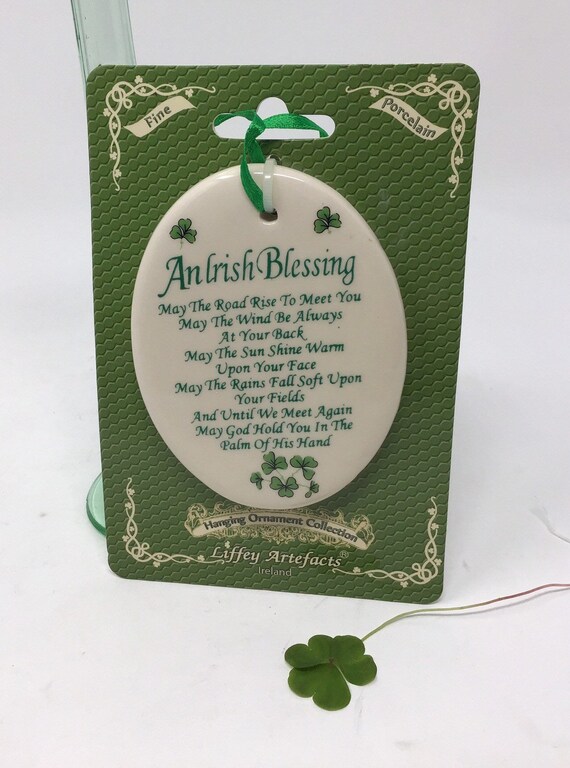 Fine
Porcelain
An Irish Blessing
May The Road Rise To Meet You
May The Wind Be Always
At Your Back
May The Sun Shine Warm
Upon Your Face
May The Rains Fall Soft Upon
Your Fields
And Until We Meet Again
May God Hold You In The
Palm Of His Hand
Hanging Ornament Collection
Liffey Artefacts®
Ireland